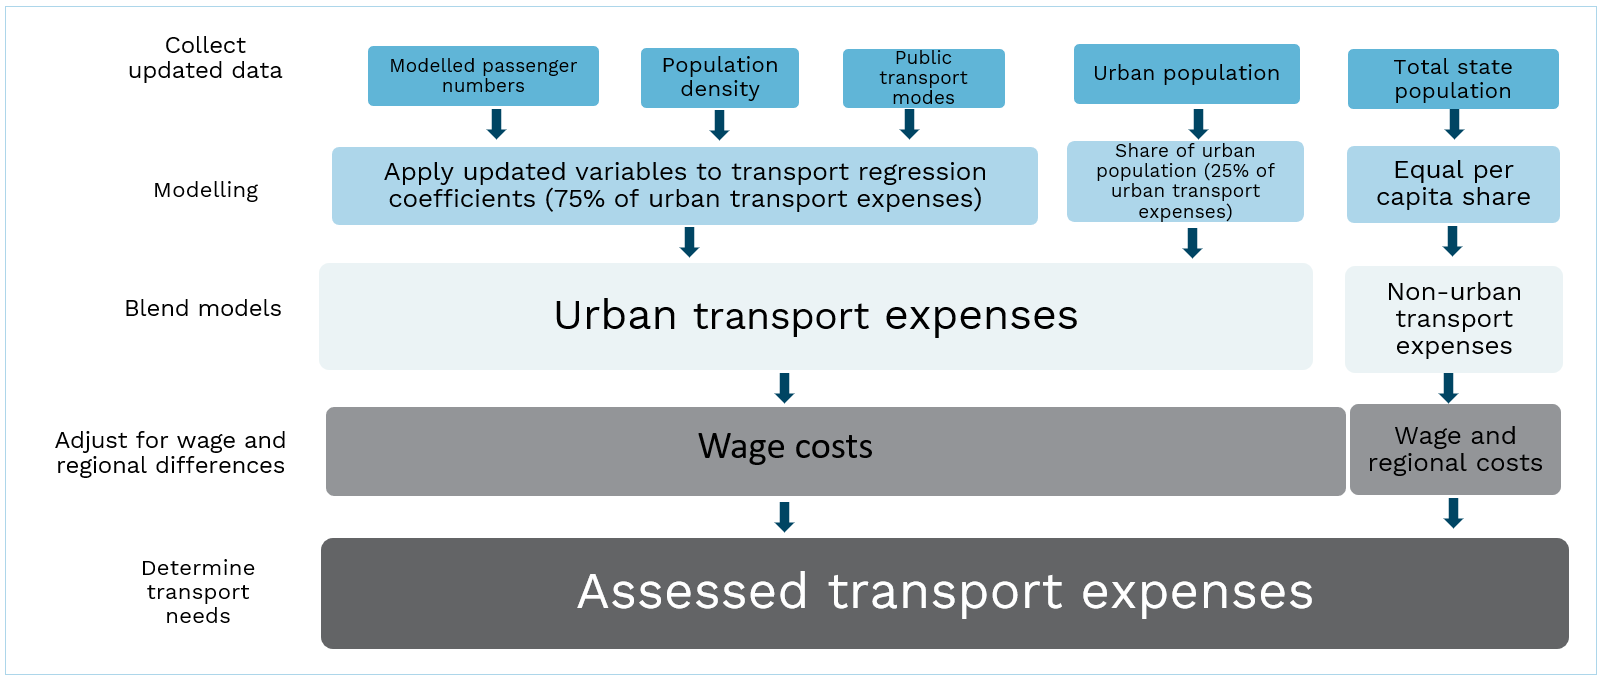 Collect
updated data
Modelled passenger
numbers
Population
density
Public
transport
modes
Urban population
Total state
population
Modelling
Apply updated variables to transport regression
coefficients (75% of urban transport expenses)
Share of urban
population (25% of
urban transport
expenses)
Equal per
capita share
Blend models
Urban transport expenses
Non-urban
transport
expenses
Adjust for wage and
regional differences
Wage costs
Wage and
regional costs
Determine
transport
needs
Assessed transport expenses